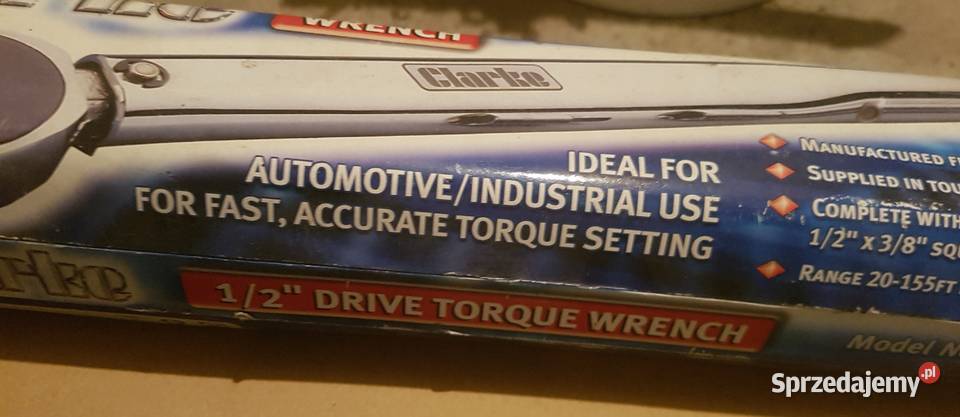 WRENCH
Clarke
IDEAL FOR
AUTOMOTIVE/INDUSTRIAL USE
FOR FAST, ACCURATE TORQUE SETTING
MANUFACTURED
SUPPLIED IN
COMPLETE WITH
1/2" X 3/8"
RANGE 20-155FT
1/2" DRIVE TORQUE WRENCH
Model
Sprzedajemy.pl